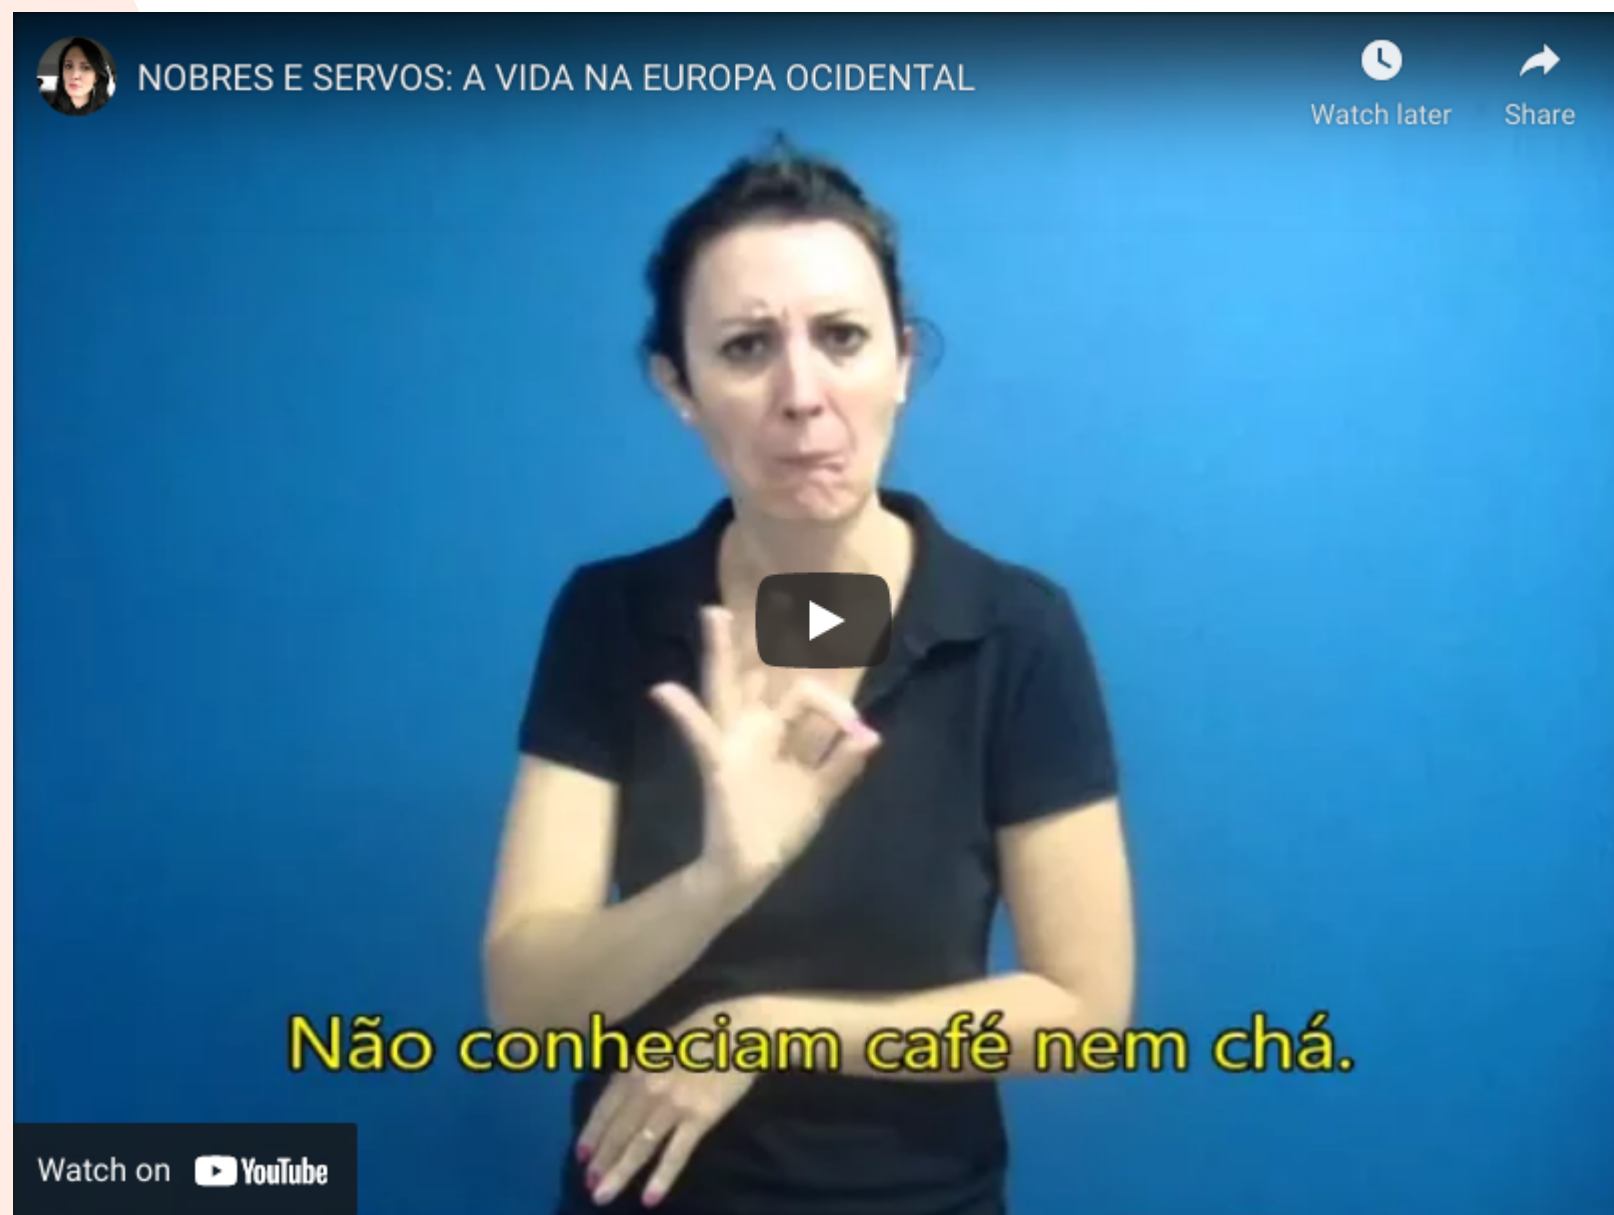 NOBRES E SERVOS: A VIDA NA EUROPA OCIDENTAL
Watch later
Share
Não conheciam café nem chá.
Watch on YouTube